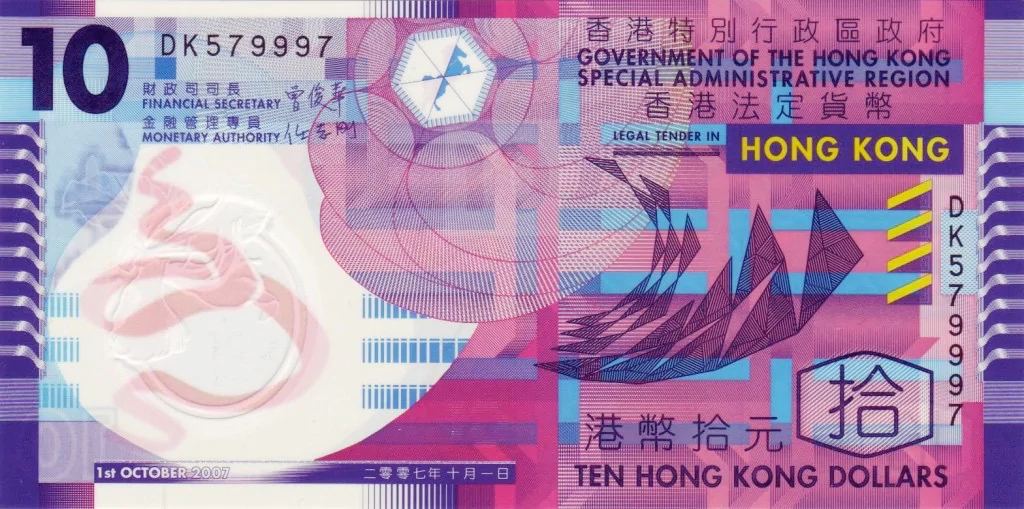 10
DK579997
財政司司長
FINANCIAL SECRETARY 曾俊華
金融管理專員
MONETARY AUTHORITY 任志剛
香港特別行政區政府
GOVERNMENT OF THE HONG KONG
SPECIAL ADMINISTRATIVE REGION
香港法定貨幣
LEGAL TENDER IN
HONG KONG
DK579997
拾
港幣拾元
TEN HONG KONG DOLLARS
1st OCTOBER 2007
二零零七年十月一日